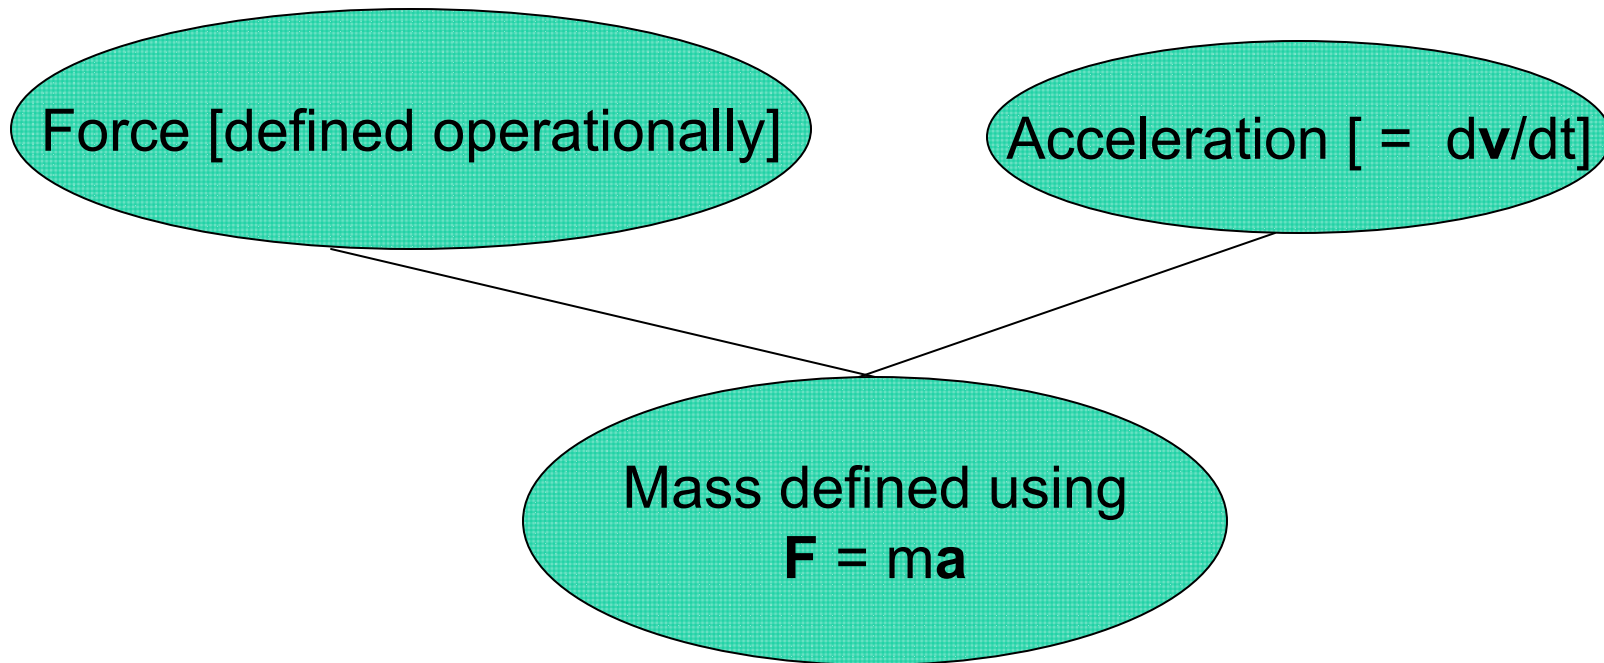 Force [defined operationally]
Acceleration [ = dv/dt]
Mass defined using
F = ma